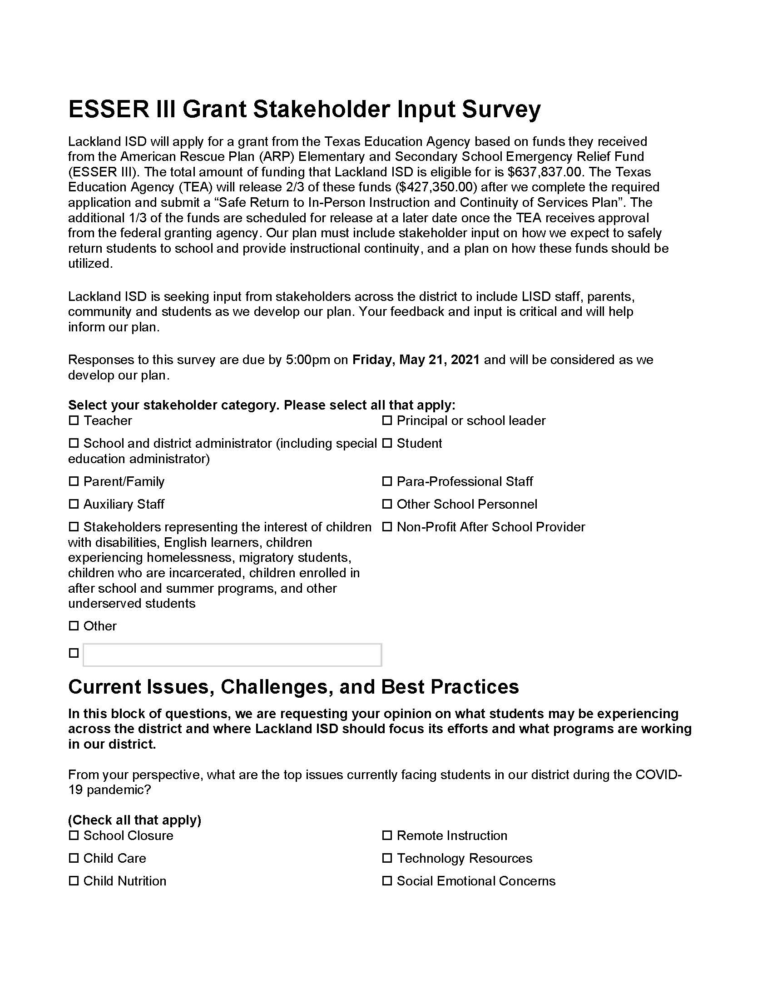 ESSER III Grant Stakeholder Input Survey
Lackland ISD will apply for a grant from the Texas Education Agency based on funds they received
from the American Rescue Plan (ARP) Elementary and Secondary School Emergency Relief Fund
(ESSER III). The total amount of funding that Lackland ISD is eligible for is $637,837.00. The Texas
Education Agency (TEA) will release 2/3 of these funds ($427,350.00) after we complete the required
application and submit a “Safe Return to In-Person Instruction and Continuity of Services Plan”. The
additional 1/3 of the funds are scheduled for release at a later date once the TEA receives approval
from the federal granting agency. Our plan must include stakeholder input on how we expect to safely
return students to school and provide instructional continuity, and a plan on how these funds should be
utilized.
Lackland ISD is seeking input from stakeholders across the district to include LISD staff, parents,
community and students as we develop our plan. Your feedback and input is critical and will help
inform our plan.
Responses to this survey are due by 5:00pm on Friday, May 21, 2021 and will be considered as we
develop our plan.
Select your stakeholder category. Please select all that apply:
☐ Teacher ☐ Principal or school leader
☐ School and district administrator (including special ☐ Student
education administrator)
☐ Parent/Family ☐ Para-Professional Staff
☐ Auxiliary Staff ☐ Other School Personnel
☐ Stakeholders representing the interest of children ☐ Non-Profit After School Provider
with disabilities, English learners, children
experiencing homelessness, migratory students,
children who are incarcerated, children enrolled in
after school and summer programs, and other
underserved students
☐ Other
☐
Current Issues, Challenges, and Best Practices
In this block of questions, we are requesting your opinion on what students may be experiencing
across the district and where Lackland ISD should focus its efforts and what programs are working
in our district.
From your perspective, what are the top issues currently facing students in our district during the COVID-
19 pandemic?
(Check all that apply)
☐ School Closure ☐ Remote Instruction
☐ Child Care ☐ Technology Resources
☐ Child Nutrition ☐ Social Emotional Concerns